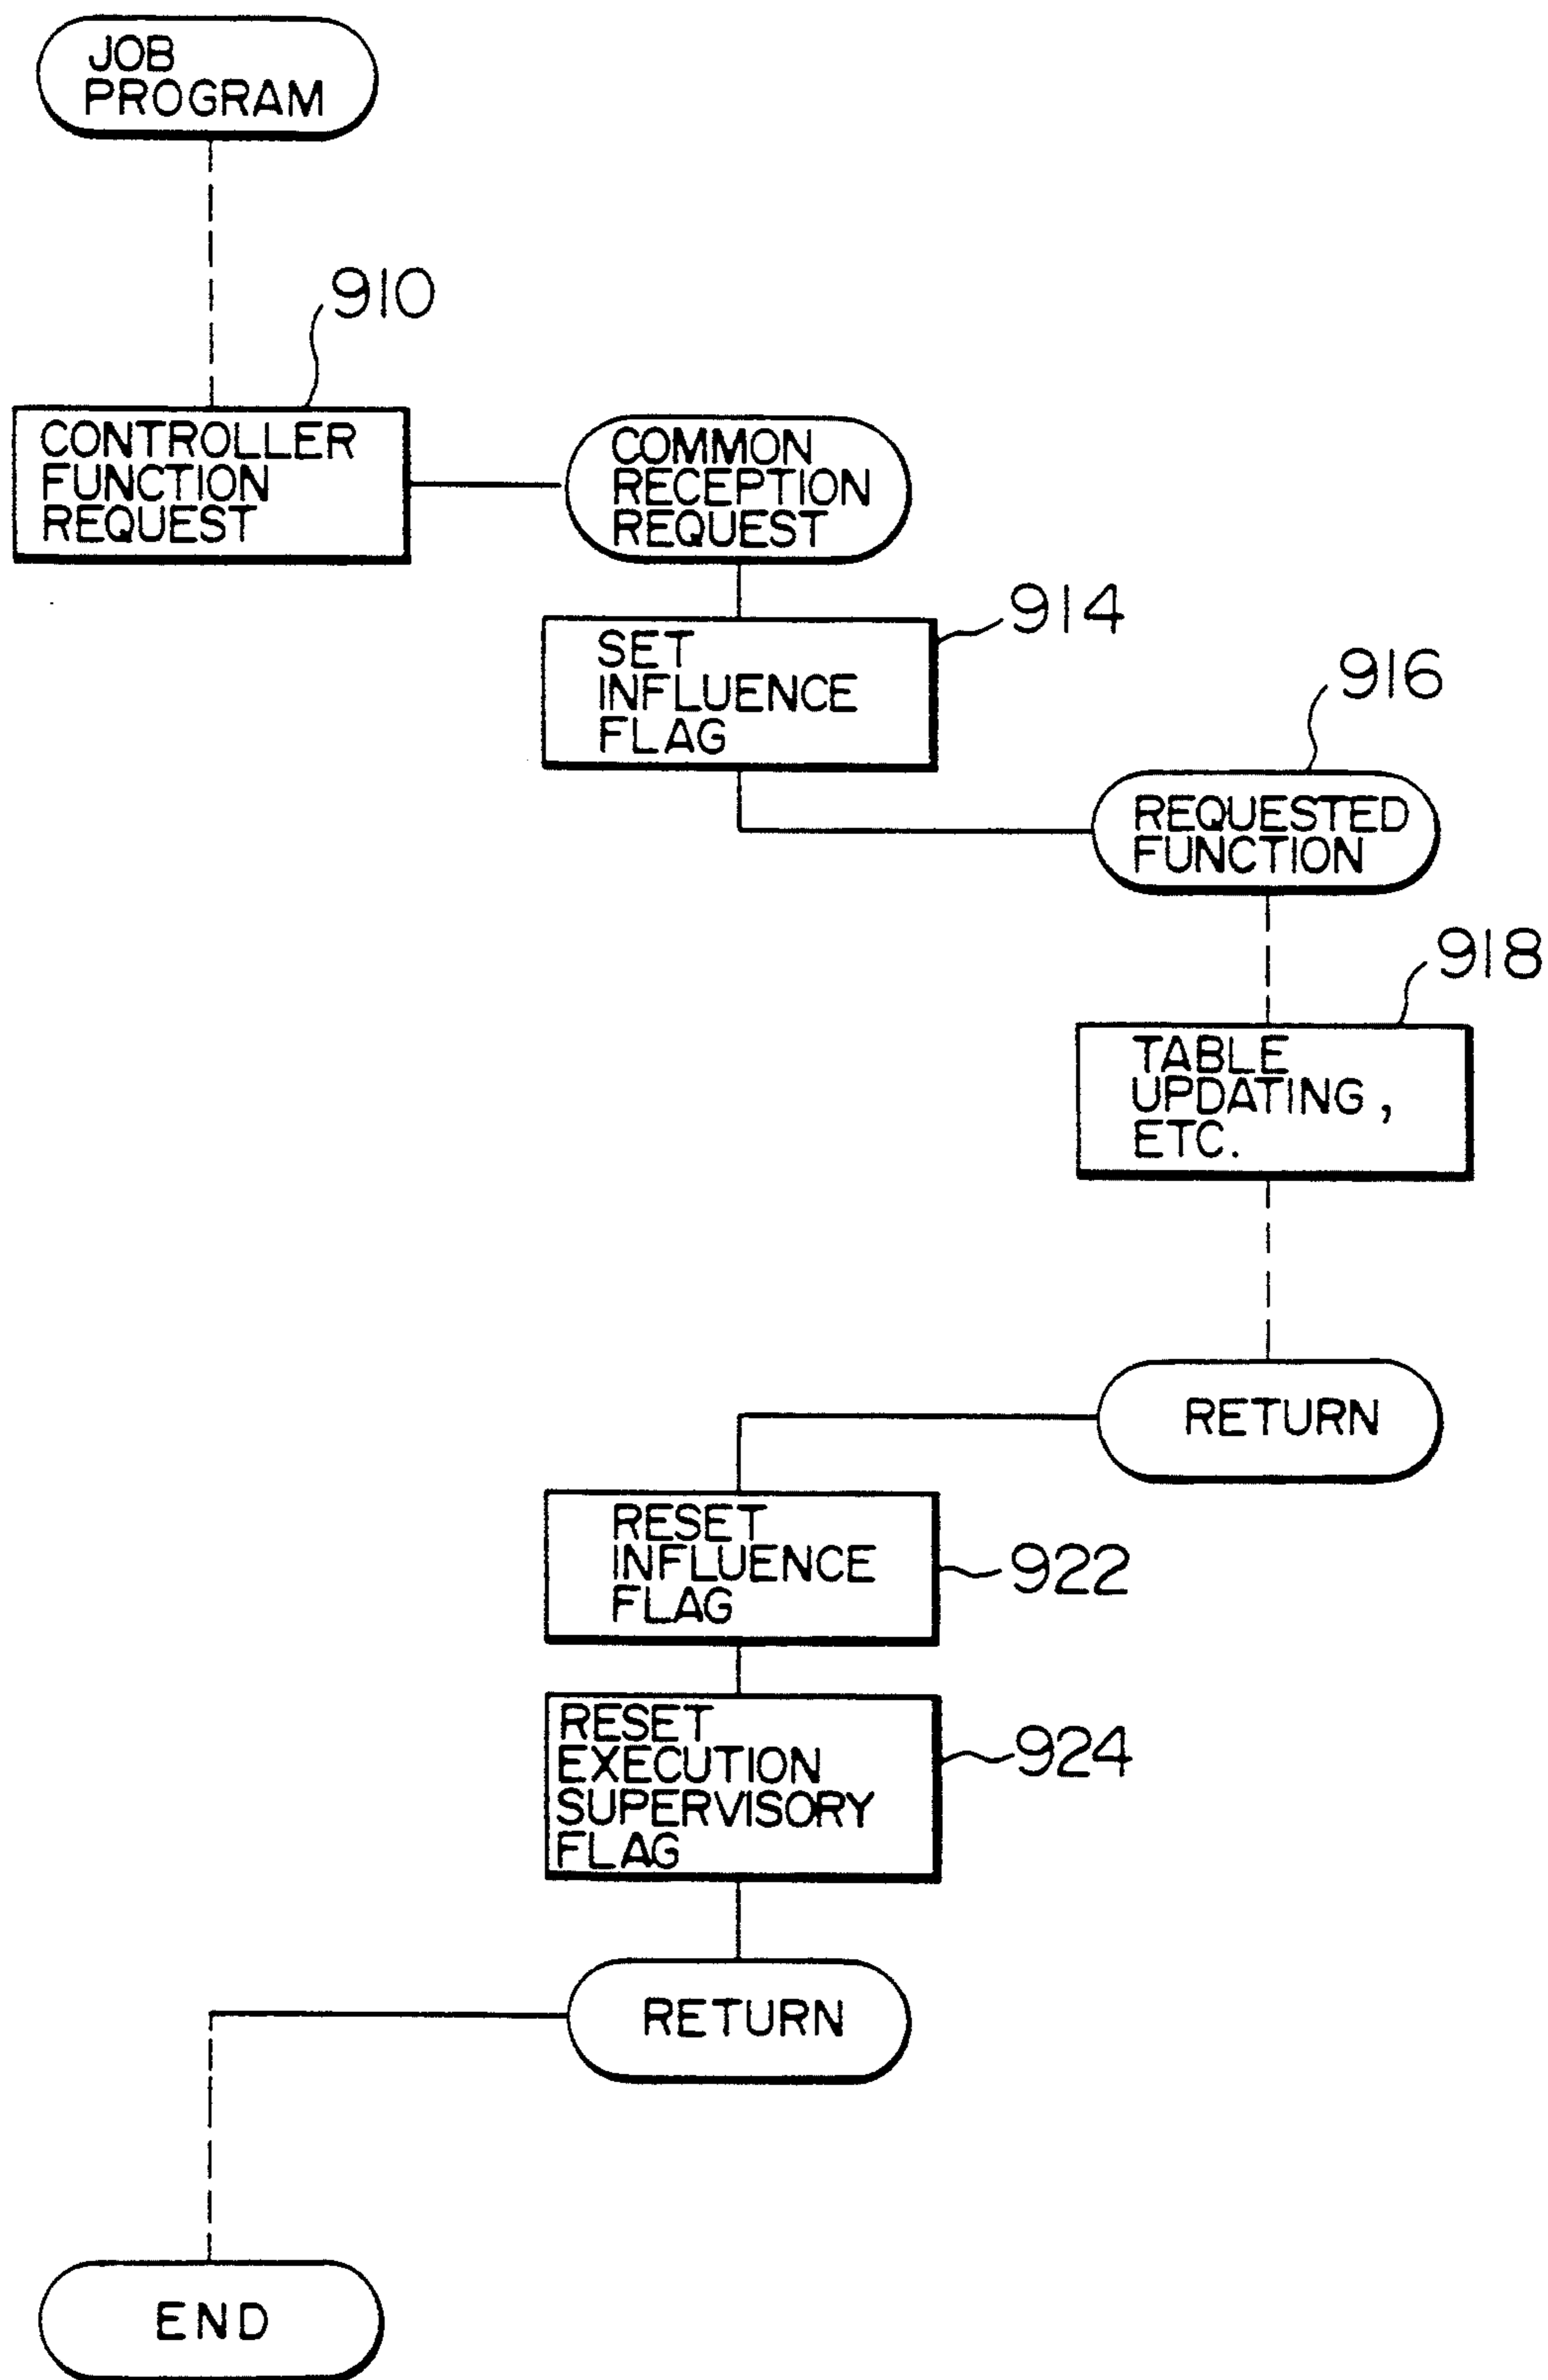 JOB
PROGRAM
910
CONTROLLER
FUNCTION
REQUEST
COMMON
RECEPTION
REQUEST
914
SET
INFLUENCE
FLAG
916
REQUESTED
FUNCTION
918
TABLE
UPDATING,
ETC.
RETURN
RESET
INFLUENCE
FLAG
922
RESET
EXECUTION
SUPERVISORY
FLAG
924
RETURN
END